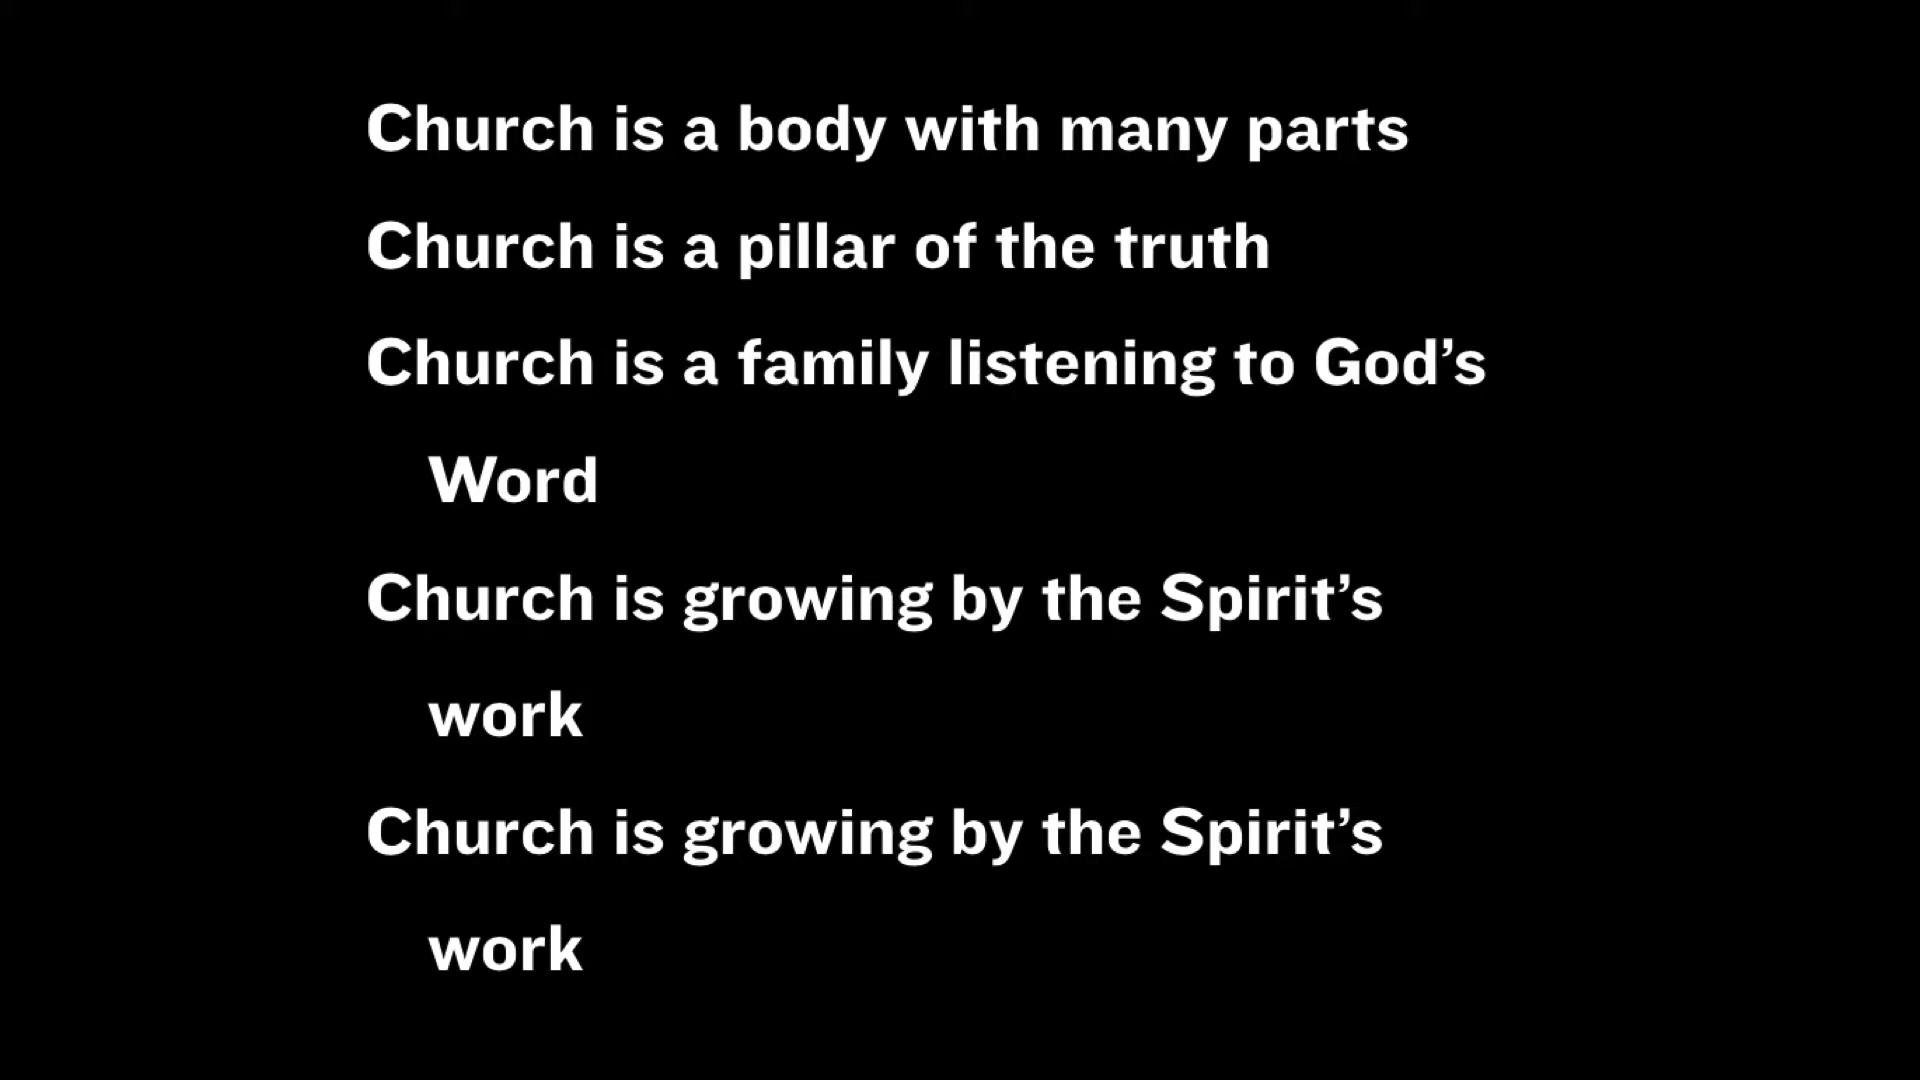 Church is a body with many parts
Church is a pillar of the truth
Church is a family listening to God’s
Word
Church is growing by the Spirit’s
work
Church is growing by the Spirit’s
work